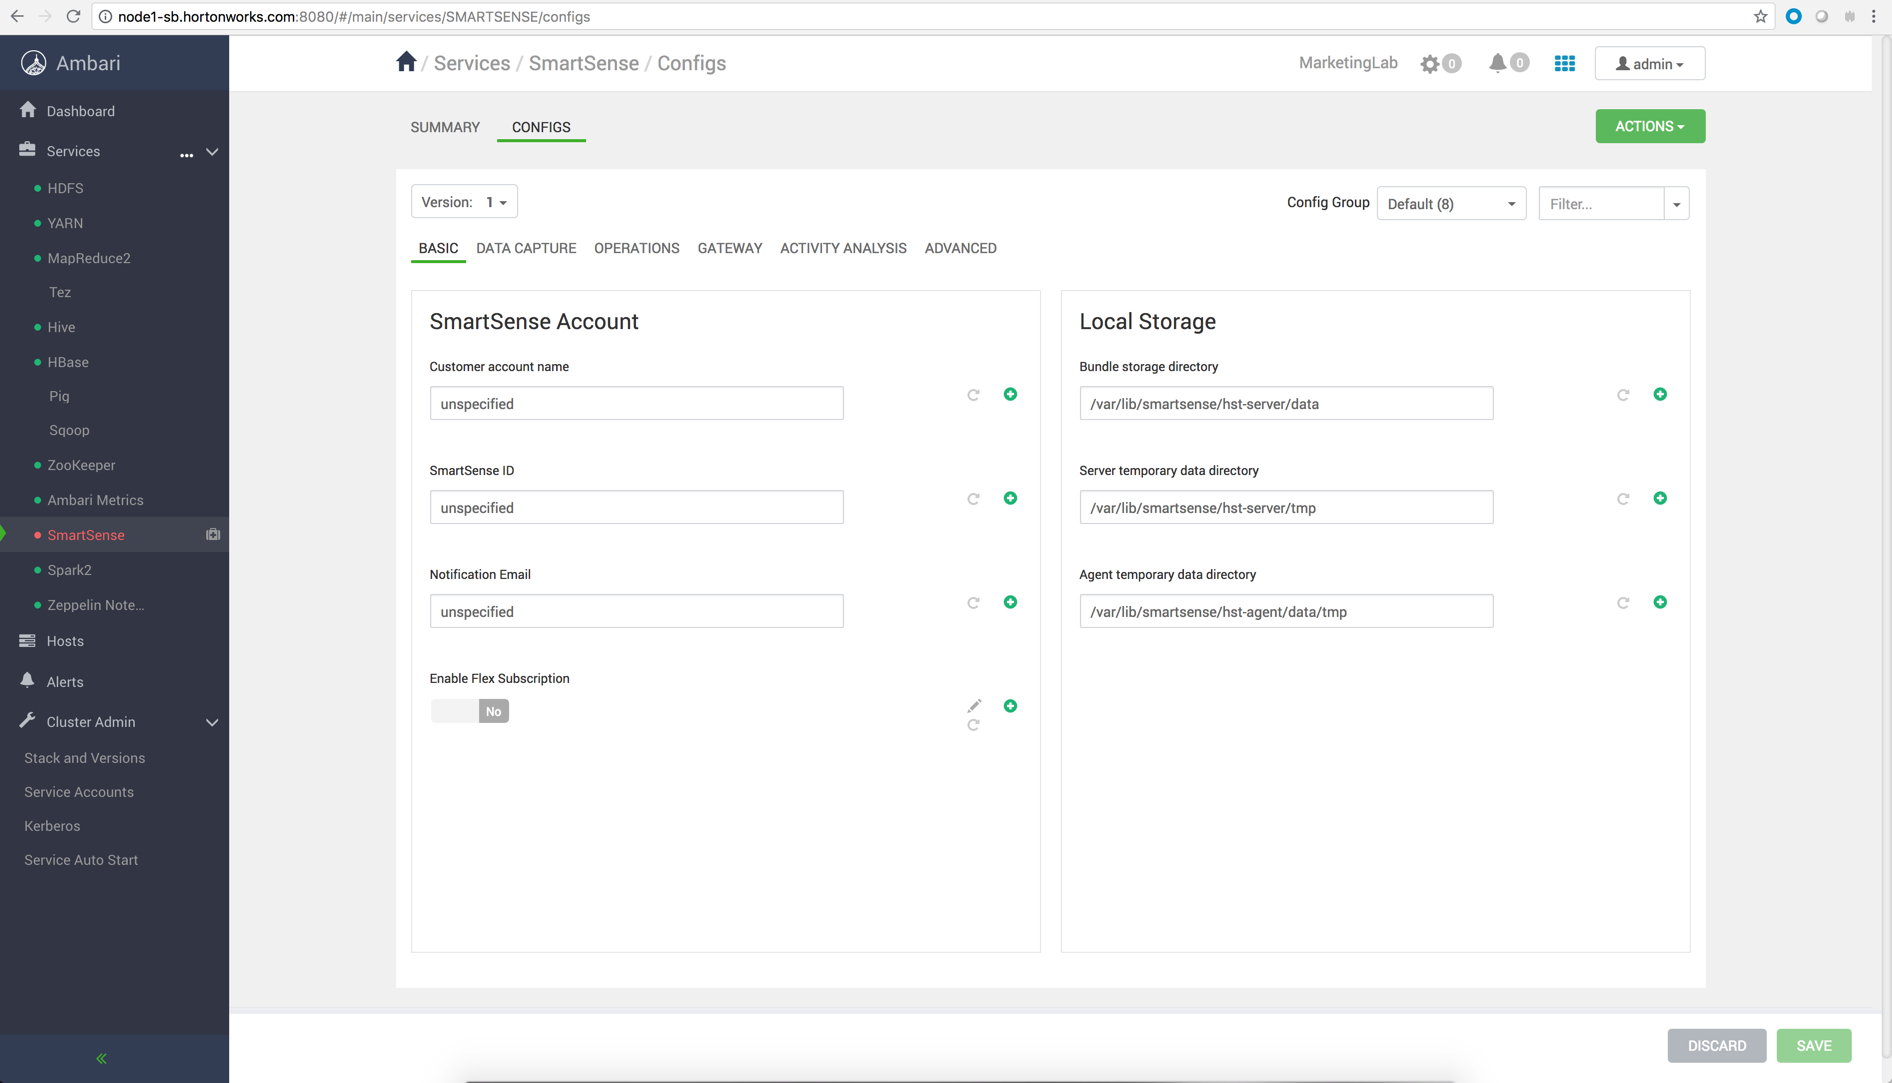 node1-sb.hortonworks.com:8080/#/main/services/SMARTSENSE/configs
Ambari
/ Services / SmartSense / Configs
MarketingLab
0
0
admin
Dashboard
Services
...
HDFS
YARN
MapReduce2
Tez
Hive
HBase
Pig
Sqoop
ZooKeeper
Ambari Metrics
SmartSense
Spark2
Zeppelin Note...
Hosts
Alerts
Cluster Admin
Stack and Versions
Service Accounts
Kerberos
Service Auto Start
SUMMARY
CONFIGS
ACTIONS
Version: 1
Config Group
Default (8)
Filter...
BASIC
DATA CAPTURE
OPERATIONS
GATEWAY
ACTIVITY ANALYSIS
ADVANCED
SmartSense Account
Customer account name
unspecified
SmartSense ID
unspecified
Notification Email
unspecified
Enable Flex Subscription
No
Local Storage
Bundle storage directory
/var/lib/smartsense/hst-server/data
Server temporary data directory
/var/lib/smartsense/hst-server/tmp
Agent temporary data directory
/var/lib/smartsense/hst-agent/data/tmp
DISCARD
SAVE